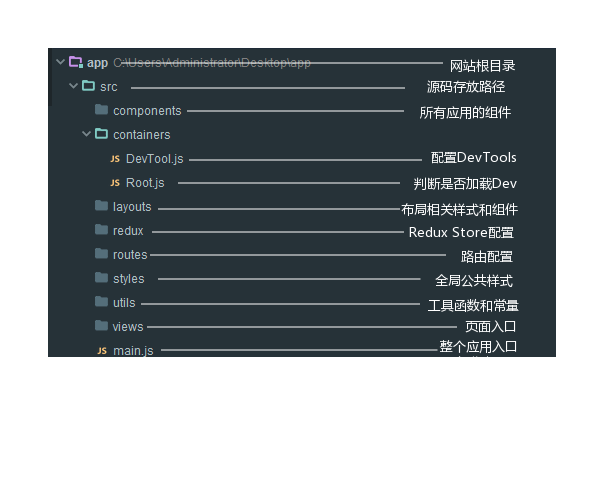 app C:\Users\Administrator\Desktop\app 网站根目录
src 源码存放路径
components 所有应用的组件
containers
JS DevTool.js 配置DevTools
JS Root.js 判断是否加载Dev
layouts 布局相关样式和组件
redux Redux Store配置
routes 路由配置
styles 全局公共样式
utils 工具函数和常量
views 页面入口
JS main.js 整个应用入口